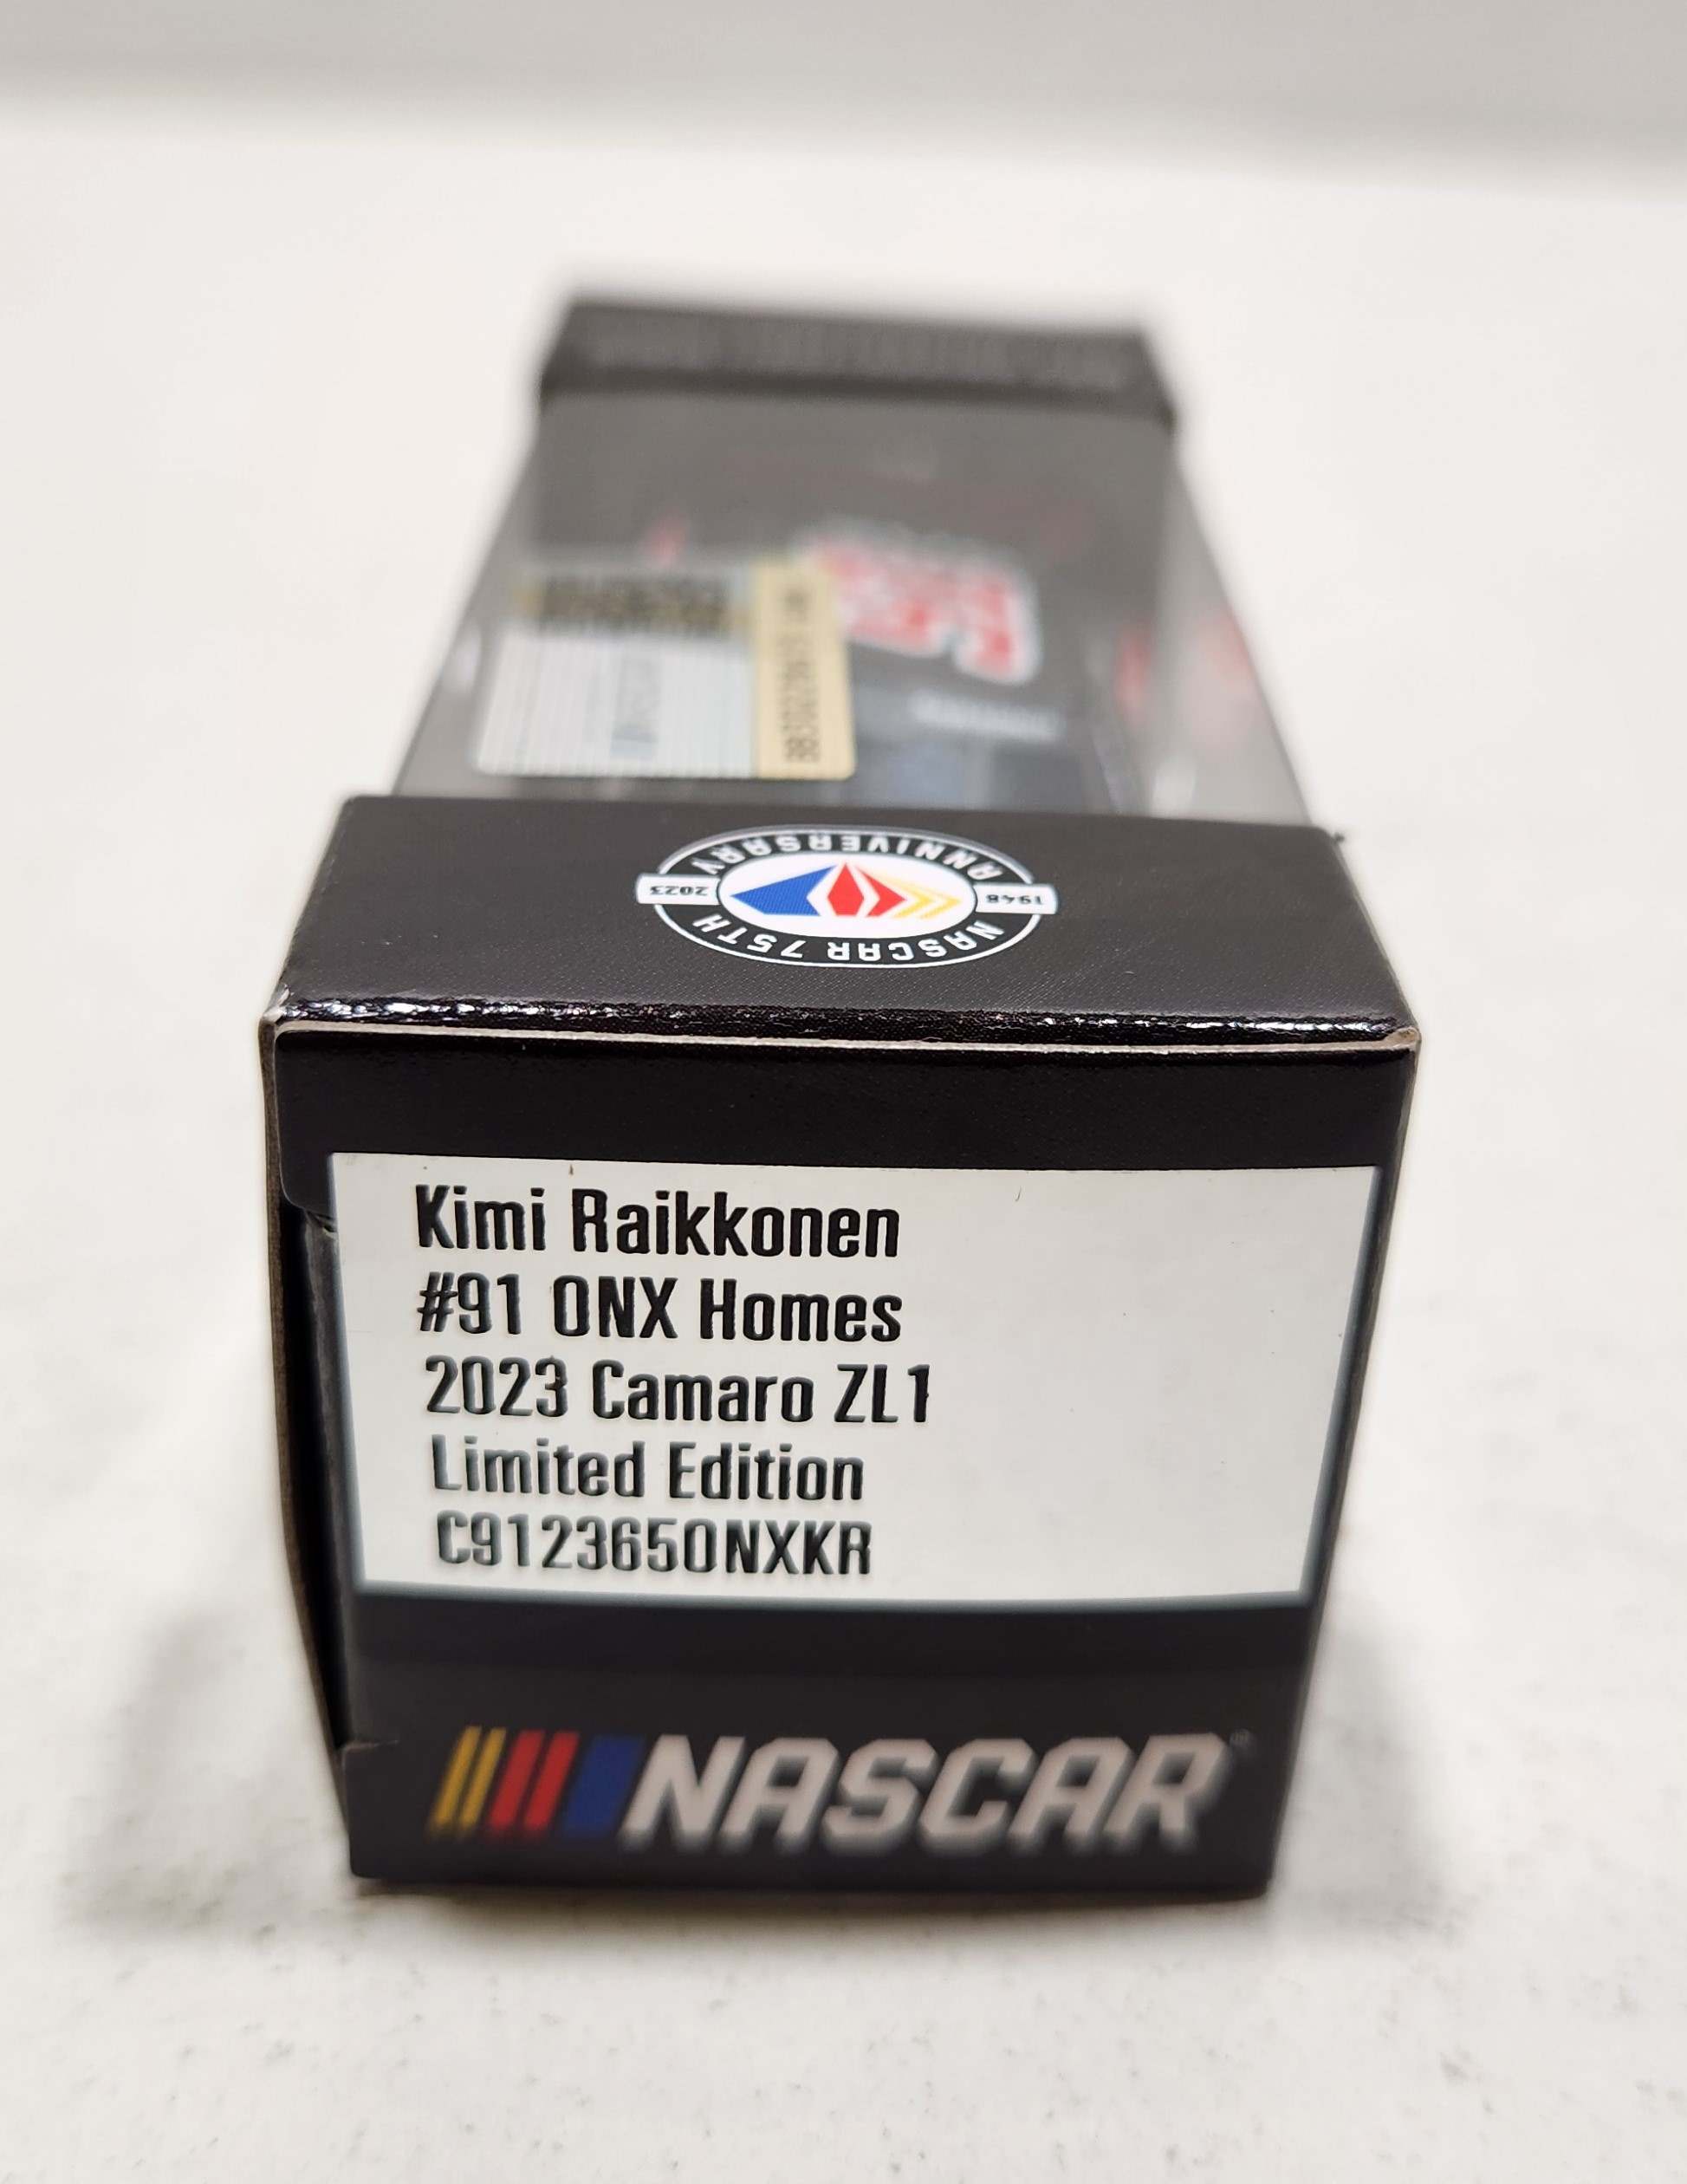 NASCAR 75TH
ANNIVERSARY
1948
2023
Kimi Raikkonen
#91 ONX Homes
2023 Camaro ZL1
Limited Edition
C9123650NXKR
NASCAR